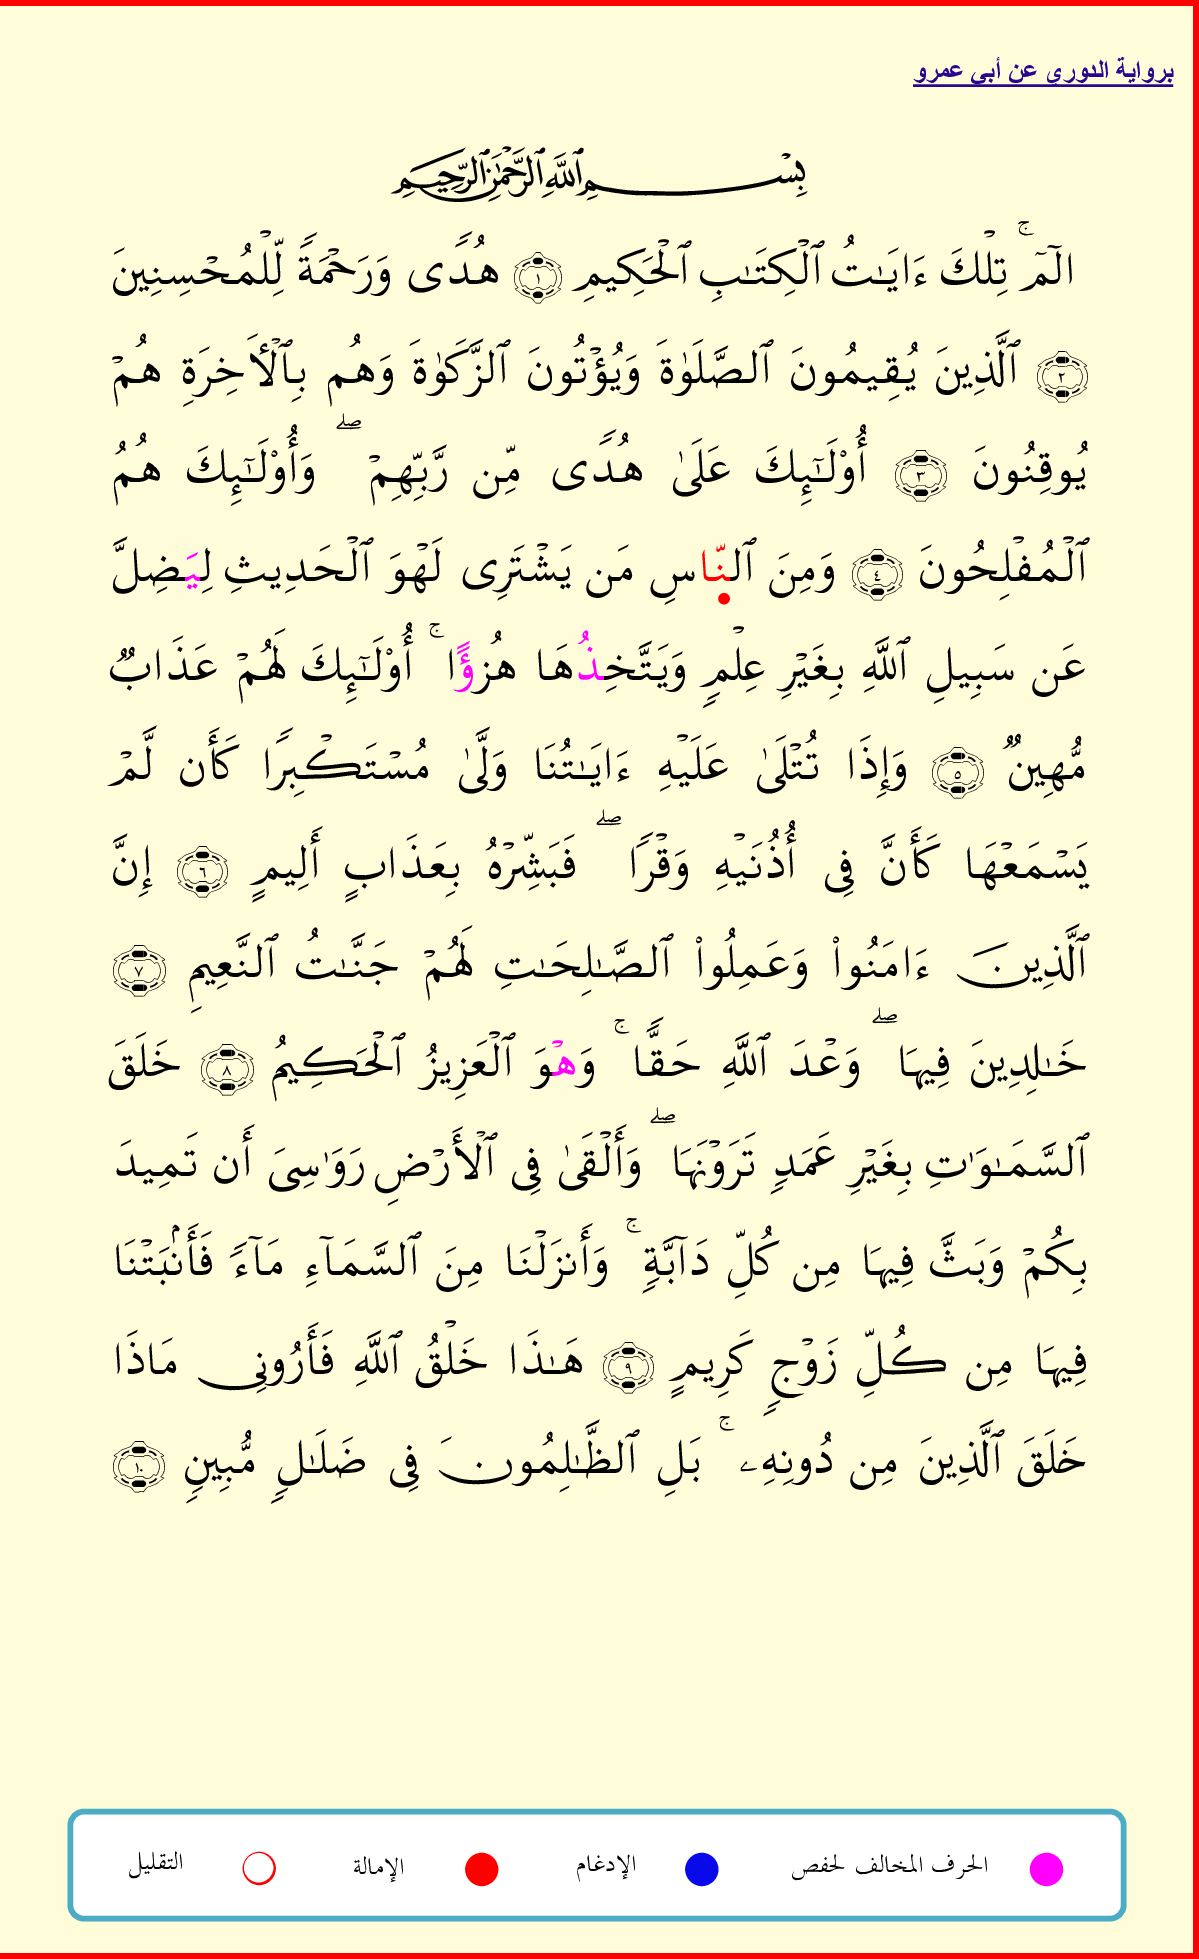 برواية الدوري عن أبي عمرو
بِسْمِ ٱللَّهِ ٱلرَّحْمَٰنِ ٱلرَّحِيمِ
الٓمٓ ۚ تِلْكَ ءَايَٰتُ ٱلْكِتَٰبِ ٱلْحَكِيمِ ١ هُدًى وَرَحْمَةً لِّلْمُحْسِنِينَ
٢ ٱلَّذِينَ يُقِيمُونَ ٱلصَّلَوٰةَ وَيُؤْتُونَ ٱلزَّكَوٰةَ وَهُم بِٱلْأَخِرَةِ هُمْ
يُوقِنُونَ ٣ أُوْلَٰٓئِكَ عَلَىٰ هُدًى مِّن رَّبِّهِمْ ۖ وَأُوْلَٰٓئِكَ هُمُ
ٱلْمُفْلِحُونَ ٤ وَمِنَ ٱلنَّاسِ مَن يَشْتَرِى لَهْوَ ٱلْحَدِيثِ لِيَضِلَّ
عَن سَبِيلِ ٱللَّهِ بِغَيْرِ عِلْمٍ وَيَتَّخِذُهَا هُزُؤًا ۚ أُوْلَٰٓئِكَ لَهُمْ عَذَابٌ
مُّهِينٌ ٥ وَإِذَا تُتْلَىٰ عَلَيْهِ ءَايَٰتُنَا وَلَّىٰ مُسْتَكْبِرًا كَأَن لَّمْ
يَسْمَعْهَا كَأَنَّ فِى أُذُنَيْهِ وَقْرًا ۖ فَبَشِّرْهُ بِعَذَابٍ أَلِيمٍ ٦ إِنَّ
ٱلَّذِينَ ءَامَنُواْ وَعَمِلُواْ ٱلصَّٰلِحَٰتِ لَهُمْ جَنَّٰتُ ٱلنَّعِيمِ ٧
خَٰلِدِينَ فِيهَا ۖ وَعْدَ ٱللَّهِ حَقًّا ۚ وَهْوَ ٱلْعَزِيزُ ٱلْحَكِيمُ ٨ خَلَقَ
ٱلسَّمَٰوَٰتِ بِغَيْرِ عَمَدٍ تَرَوْنَهَا ۖ وَأَلْقَىٰ فِى ٱلْأَرْضِ رَوَٰسِىَ أَن تَمِيدَ
بِكُمْ وَبَثَّ فِيهَا مِن كُلِّ دَآبَّةٍ ۚ وَأَنزَلْنَا مِنَ ٱلسَّمَآءِ مَآءً فَأَنۢبَتْنَا
فِيهَا مِن كُلِّ زَوْجٍ كَرِيمٍ ٩ هَٰذَا خَلْقُ ٱللَّهِ فَأَرُونِى مَاذَا
خَلَقَ ٱلَّذِينَ مِن دُونِهِۦ ۚ بَلِ ٱلظَّٰلِمُونَ فِى ضَلَٰلٍ مُّبِينٍ ١٠
الحرف المخالف لحفص الإدغام الإمالة التقليل